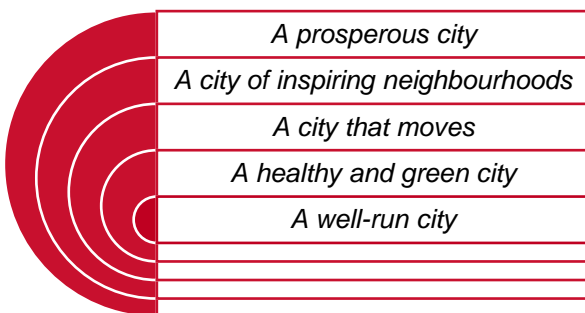 A prosperous city
A city of inspiring neighbourhoods
A city that moves
A healthy and green city
A well-run city